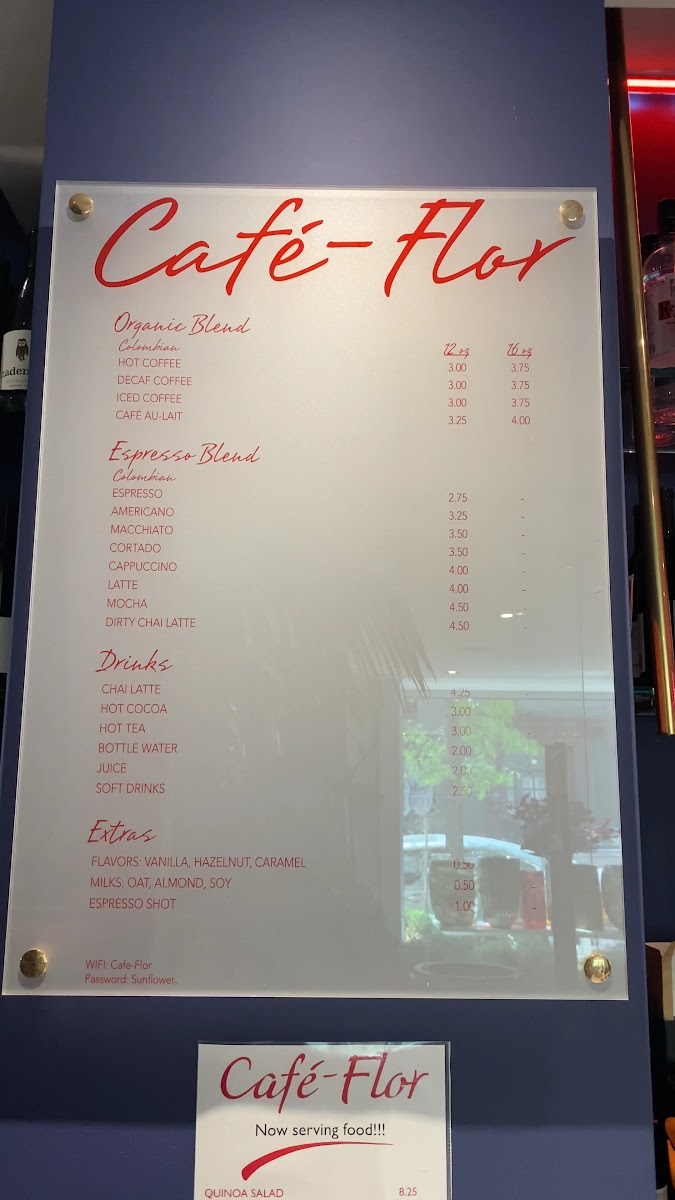 Café-Flor
Organic Blend
Colombian 12 oz 16 oz
HOT COFFEE 3.00 3.75
DECAF COFFEE 3.00 3.75
ICED COFFEE 3.00 3.75
CAFÉ AU-LAIT 3.25 4.00
Espresso Blend
Colombian
ESPRESSO 2.75 -
AMERICANO 3.25 -
MACCHIATO 3.50 -
CORTADO 3.50 -
CAPPUCCINO 4.00 -
LATTE 4.00 -
MOCHA 4.50 -
DIRTY CHAI LATTE 4.50 -
Drinks
CHAI LATTE 4.25 -
HOT COCOA 3.00 -
HOT TEA 3.00 -
BOTTLE WATER 2.00
JUICE 2.00
SOFT DRINKS 2.50
Extras
FLAVORS: VANILLA, HAZELNUT, CARAMEL 0.50
MILKS: OAT, ALMOND, SOY 0.50 -
ESPRESSO SHOT 1.00 -
WIFI: Cafe-Flor
Password: Sunflower
Café-Flor
Now serving food!!!
QUINOA SALAD 8.25